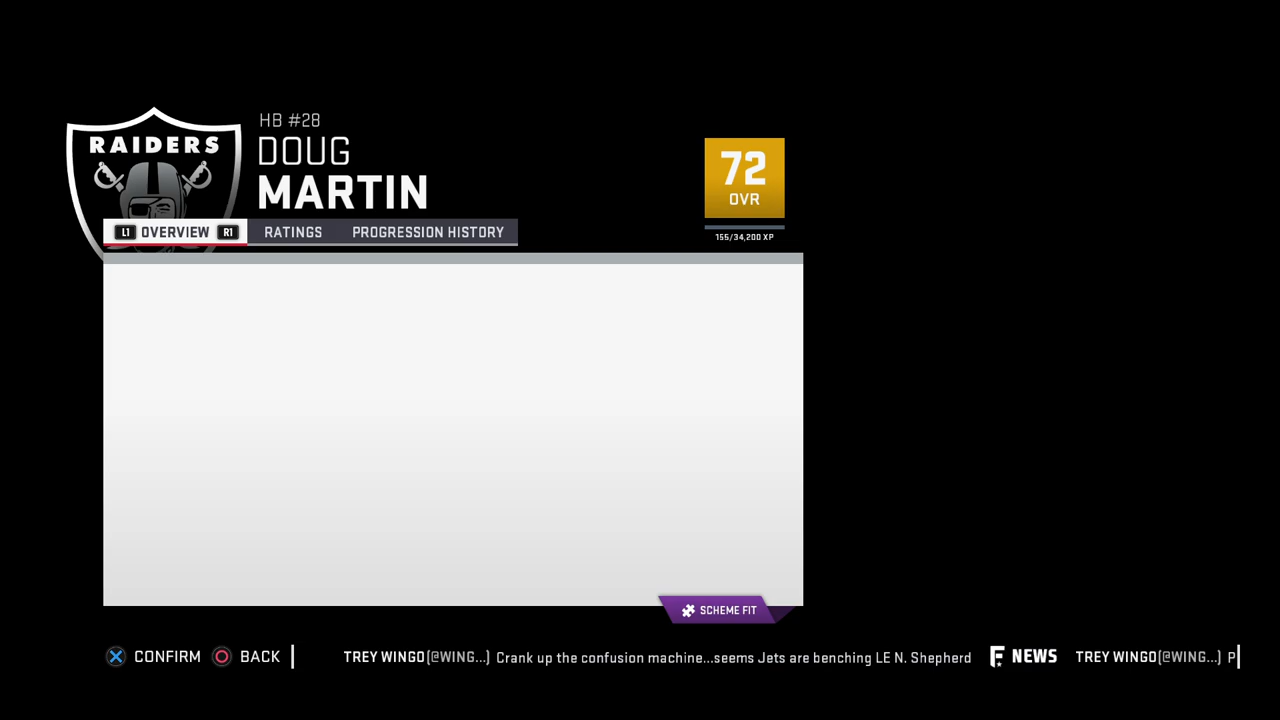 RAIDERS
HB #28
DOUG
MARTIN
72
OVR
155/34,200 XP
L1 OVERVIEW R1 RATINGS PROGRESSION HISTORY
SCHEME FIT
CONFIRM BACK TREY WINGO(@WING...) Crank up the confusion machine...seems Jets are benching LE N. Shepherd NEWS TREY WINGO(@WING...) P